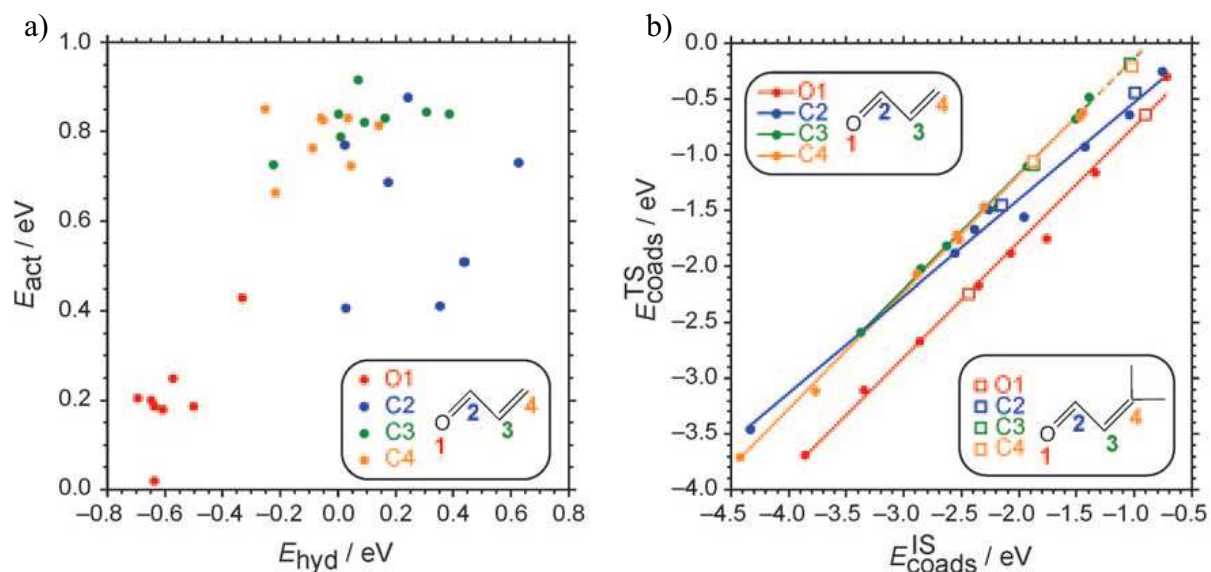 a)
1.0
0.8
0.6
0.4
0.2
0.0
E_act / eV
O1
C2
C3
C4
O
1
2
3
4
−0.8 −0.6 −0.4 −0.2 0.0 0.2 0.4 0.6 0.8
E_hyd / eV
b)
0.0
−0.5
−1.0
−1.5
−2.0
−2.5
−3.0
−3.5
−4.0
E^TS_coads / eV
O1
C2
C3
C4
O
1
2
3
4
O1
C2
C3
C4
O
1
2
3
4
−4.5 −4.0 −3.5 −3.0 −2.5 −2.0 −1.5 −1.0 −0.5
E^IS_coads / eV